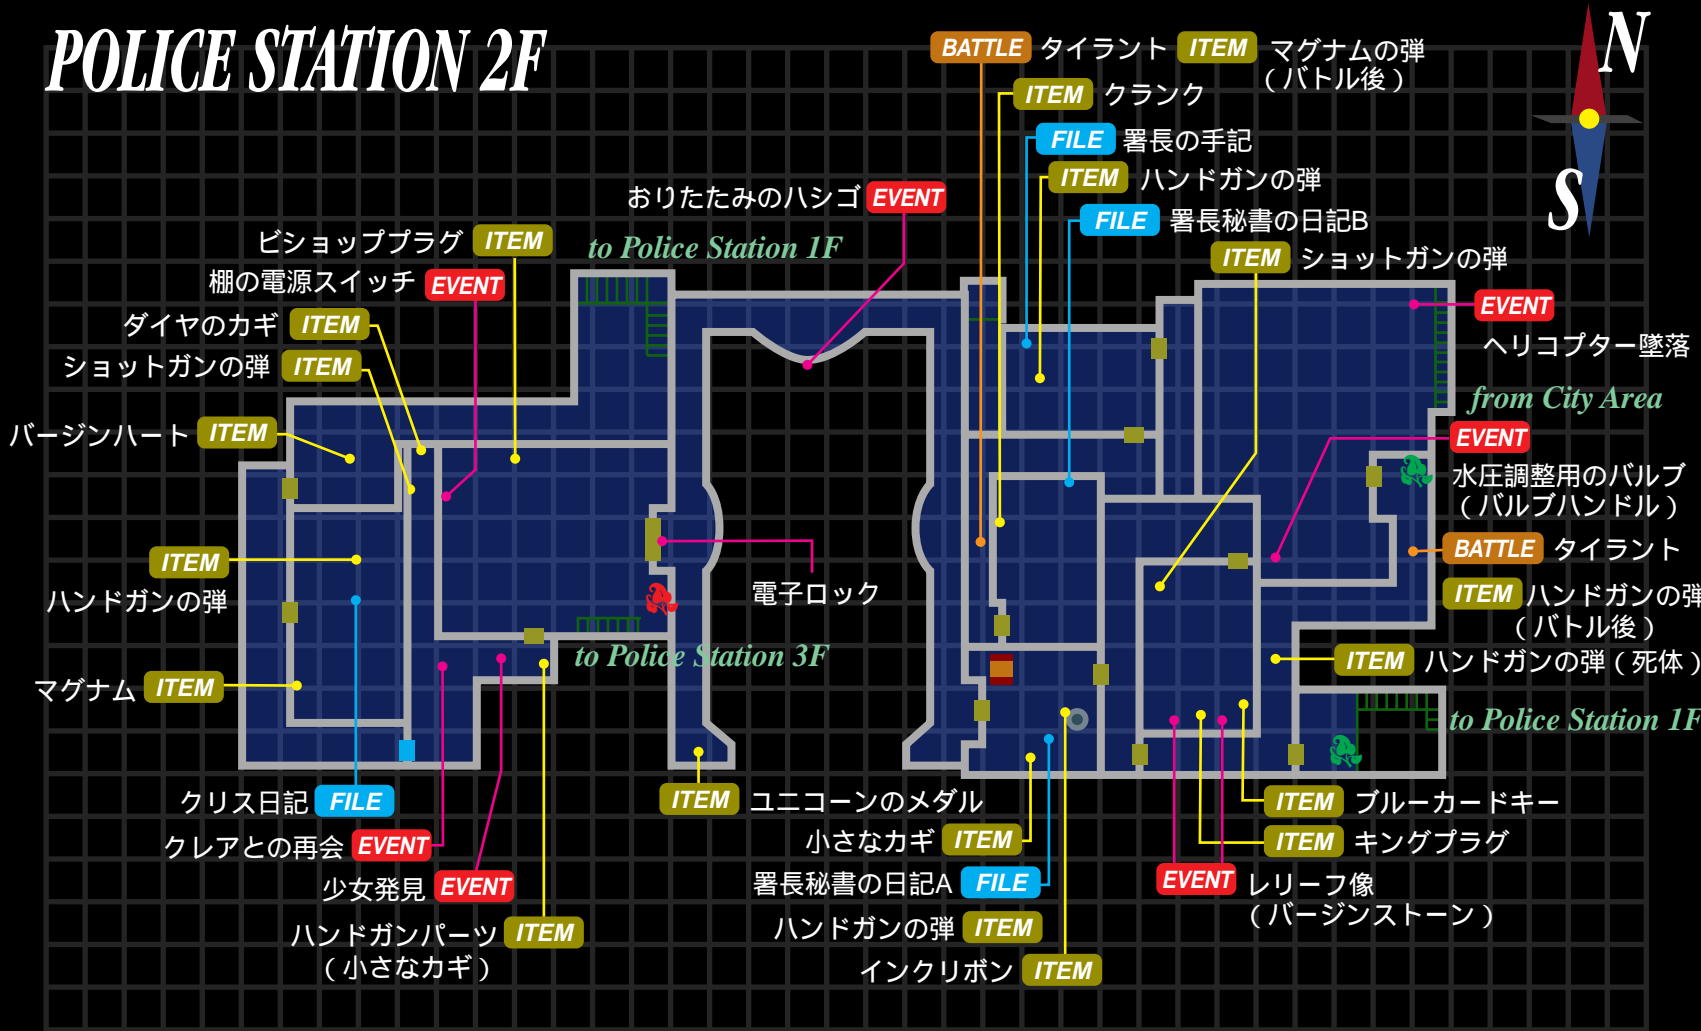 POLICE STATION 2F
N
S
BATTLE タイラント ITEM マグナムの弾
（バトル後）
ITEM クランク
FILE 署長の手記
ITEM ハンドガンの弾
おりたたみのハシゴ EVENT
FILE 署長秘書の日記B
ビショッププラグ ITEM
to Police Station 1F
ITEM ショットガンの弾
棚の電源スイッチ EVENT
EVENT
ヘリコプター墜落
ダイヤのカギ ITEM
ショットガンの弾 ITEM
from City Area
バージンハート ITEM
EVENT
水圧調整用のバルブ
（バルブハンドル）
BATTLE タイラント
ITEM
ハンドガンの弾
電子ロック
ITEM ハンドガンの弾
（バトル後）
to Police Station 3F
ITEM ハンドガンの弾（死体）
マグナム ITEM
to Police Station 1F
クリス日記 FILE
ITEM ユニコーンのメダル
ITEM ブルーカードキー
クレアとの再会 EVENT
小さなカギ ITEM
ITEM キングプラグ
少女発見 EVENT
署長秘書の日記A FILE
EVENT レリーフ像
（バージンストーン）
ハンドガンパーツ ITEM
（小さなカギ）
ハンドガンの弾 ITEM
インクリボン ITEM